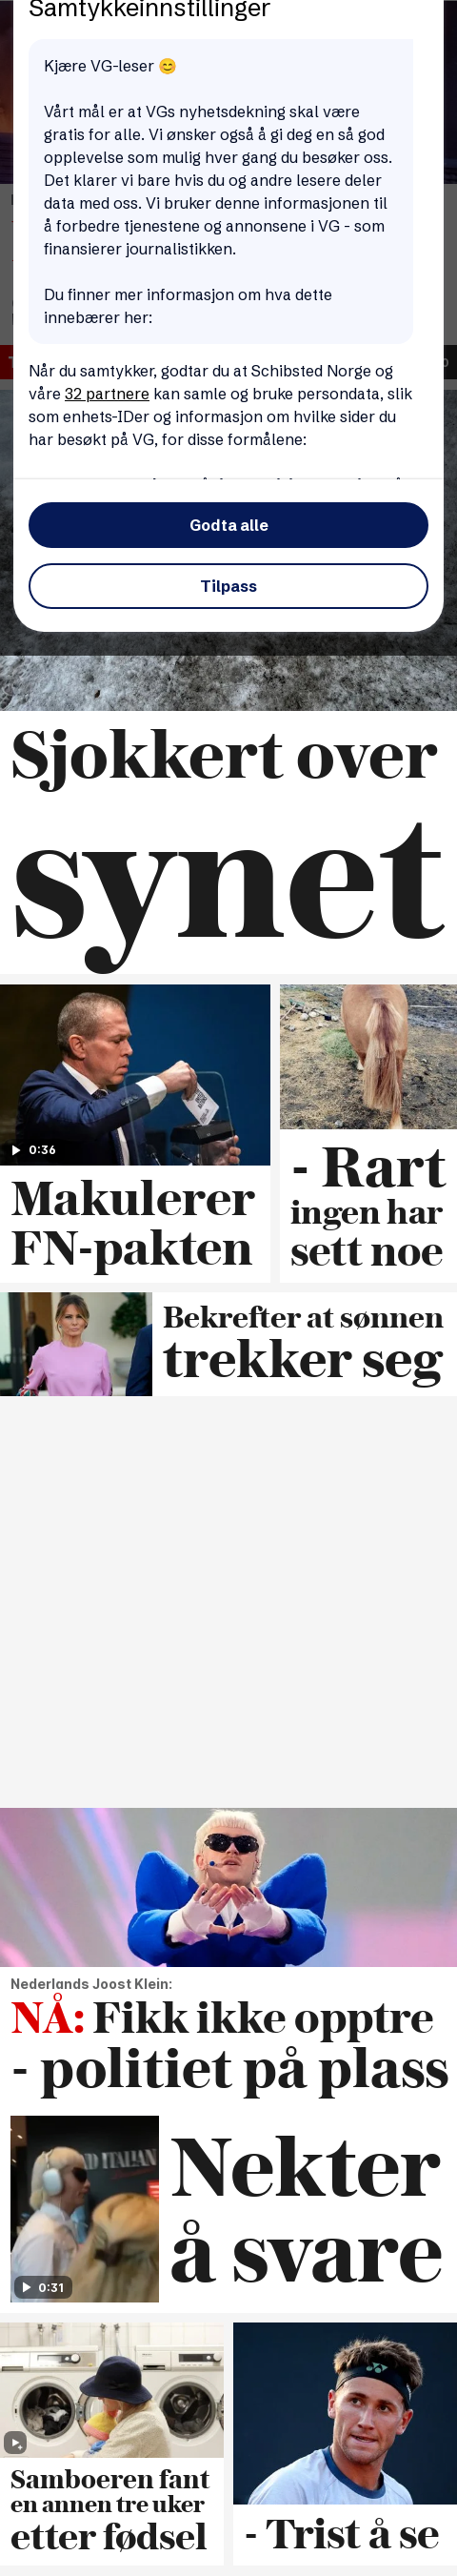 Samtykkeinnstillinger
Kjære VG-leser 😊
Vårt mål er at VGs nyhetsdekning skal være
gratis for alle. Vi ønsker også å gi deg en så god
opplevelse som mulig hver gang du besøker oss.
Det klarer vi bare hvis du og andre lesere deler
data med oss. Vi bruker denne informasjonen til
å forbedre tjenestene og annonsene i VG - som
finansierer journalistikken.
Du finner mer informasjon om hva dette
innebærer her:
Når du samtykker, godtar du at Schibsted Norge og
våre 32 partnere kan samle og bruke persondata, slik
som enhets-IDer og informasjon om hvilke sider du
har besøkt på VG, for disse formålene:
Godta alle
Tilpass
Sjokkert over
synet
0:36
Makulerer
FN-pakten
- Rart
ingen har
sett noe
Bekrefter at sønnen
trekker seg
Nederlands Joost Klein:
NÅ: Fikk ikke opptre
- politiet på plass
ITALIAN
0:31
Nekter
å svare
Samboeren fant
en annen tre uker
etter fødsel
- Trist å se